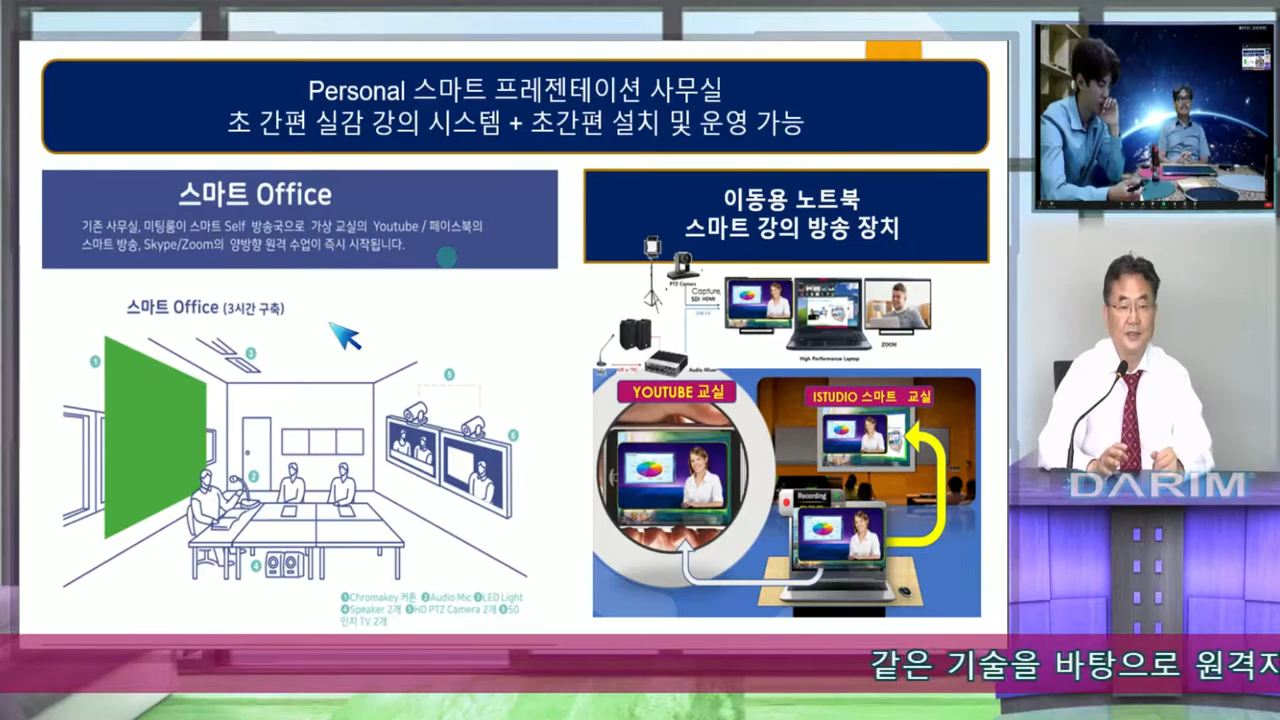 Personal 스마트 프레젠테이션 사무실
초 간편 실감 강의 시스템 + 초간편 설치 및 운영 가능
스마트 Office
기존 사무실, 미팅룸이 스마트 Self 방송국으로 가상 교실의 Youtube / 페이스북의
스마트 방송, Skype/Zoom의 양방향 원격 수업이 즉시 시작됩니다.
이동용 노트북
스마트 강의 방송 장치
스마트 Office (3시간 구축)
1
2
3
4
5
6
❶Chromakey 커튼 ❷Audio Mic ❸LED Light
❹Speaker 2개 ❺HD PTZ Camera 2개 ❻50
인치 TV 2개
PTZ Camera
Capture,
SDI HDMI
ZOOM
High Performance Laptop
Audio Mixer
YOUTUBE 교실
ISTUDIO 스마트 교실
Recording
DARIM
같은 기술을 바탕으로 원격지